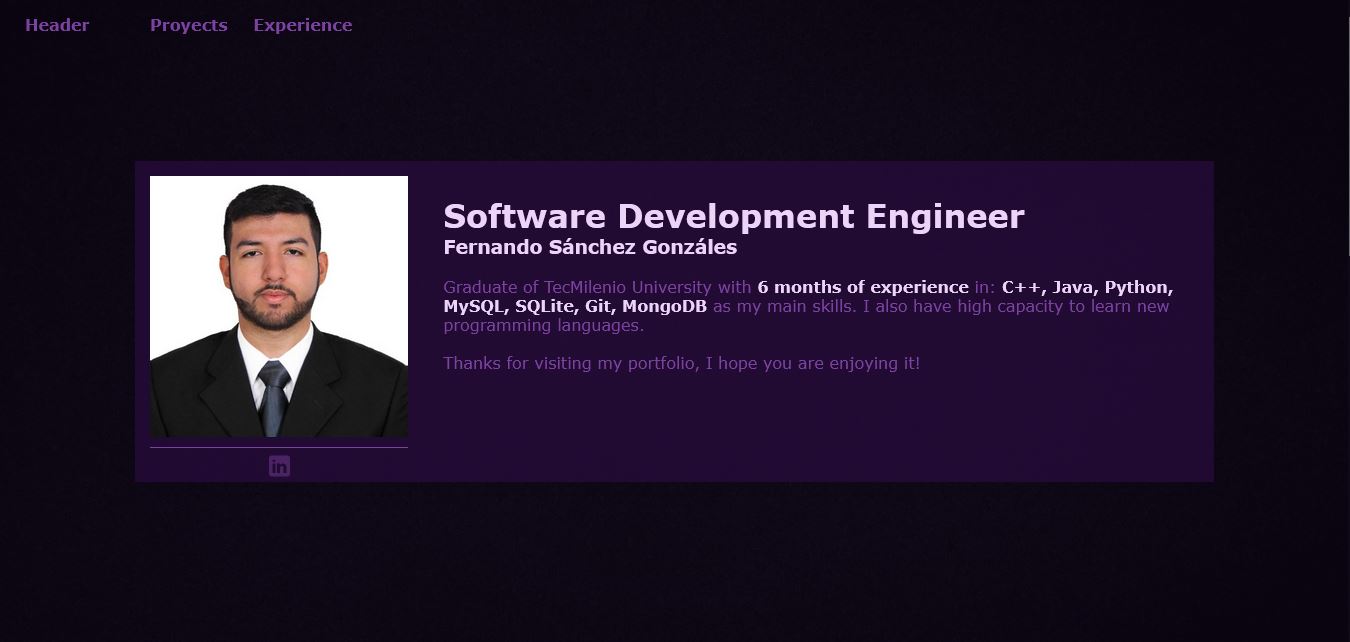 Header Proyects Experience
Software Development Engineer
Fernando Sánchez Gonzáles
Graduate of TecMilenio University with 6 months of experience in: C++, Java, Python,
MySQL, SQLite, Git, MongoDB as my main skills. I also have high capacity to learn new
programming languages.
Thanks for visiting my portfolio, I hope you are enjoying it!
in